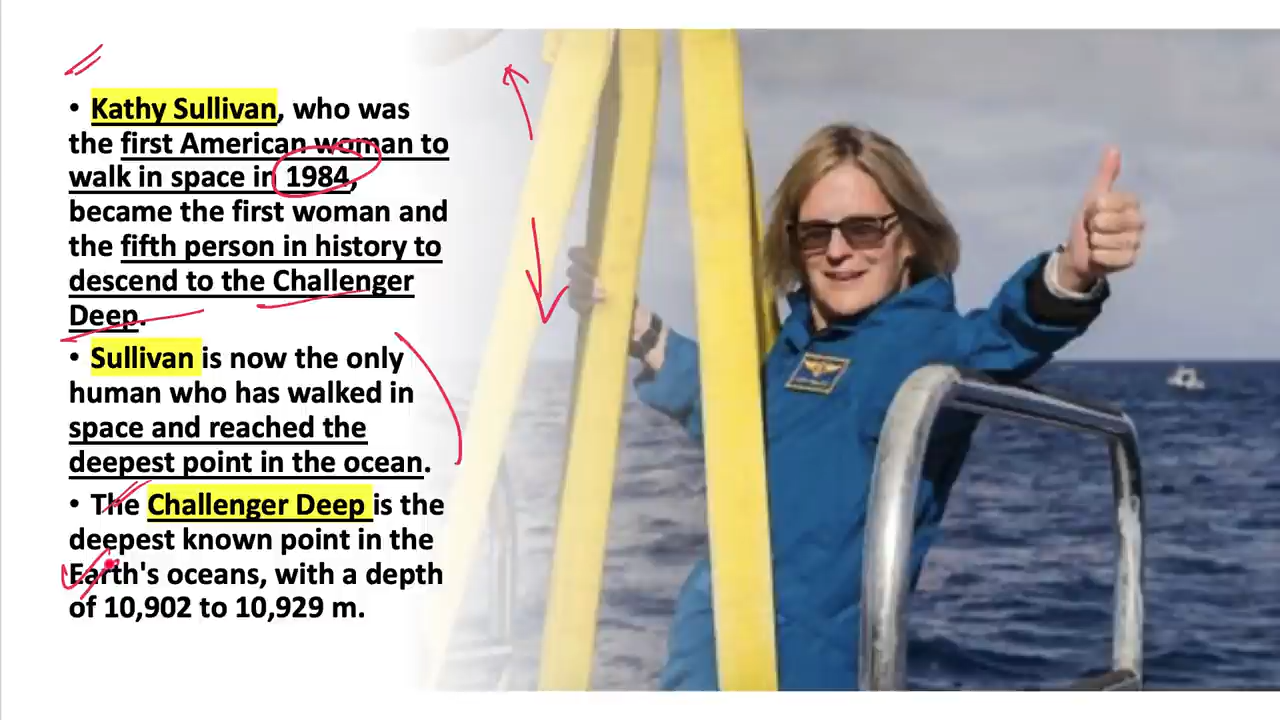 • Kathy Sullivan, who was
the first American woman to
walk in space in 1984,
became the first woman and
the fifth person in history to
descend to the Challenger
Deep.
• Sullivan is now the only
human who has walked in
space and reached the
deepest point in the ocean.
• The Challenger Deep is the
deepest known point in the
Earth's oceans, with a depth
of 10,902 to 10,929 m.